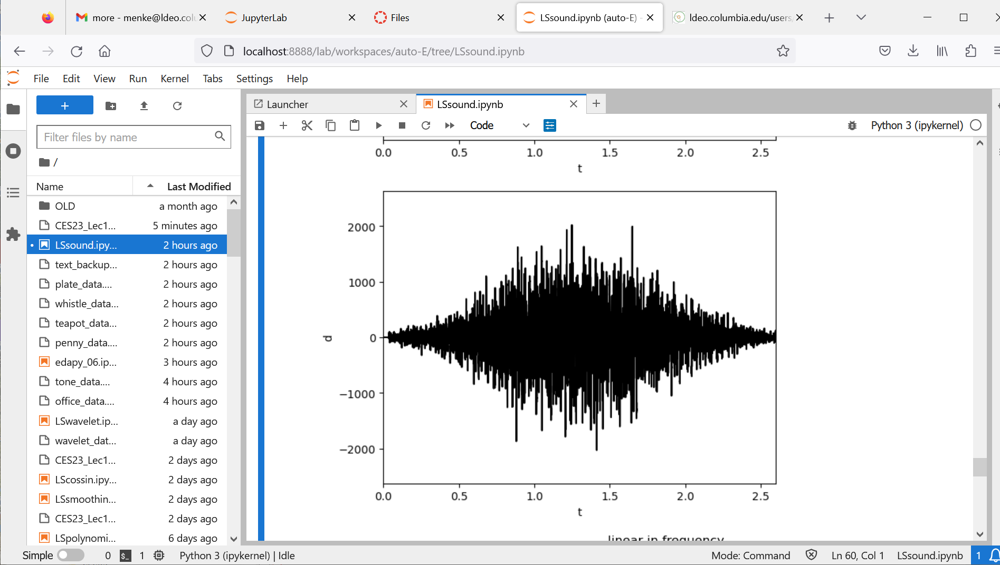 more - menke@ldeo.colu
JupyterLab
Files
LSsound.ipynb (auto-E) -
ldeo.columbia.edu/users/
localhost:8888/lab/workspaces/auto-E/tree/LSsound.ipynb
File Edit View Run Kernel Tabs Settings Help
+
Launcher
LSsound.ipynb
Code
Python 3 (ipykernel)
Filter files by name
/
Name Last Modified
OLD a month ago
CES23_Lec1... 5 minutes ago
LSsound.ipy... 2 hours ago
text_backup... 2 hours ago
plate_data.... 2 hours ago
whistle_data... 2 hours ago
teapot_data... 2 hours ago
penny_data.... 2 hours ago
edapy_06.ip... 3 hours ago
tone_data.... 4 hours ago
office_data.... 4 hours ago
LSwavelet.ip... a day ago
wavelet_dat... a day ago
CES23_Lec1... 2 days ago
LScossin.ipy... 2 days ago
LSsmoothin... 2 days ago
CES23_Lec1... 2 days ago
LSpolynomi... 6 days ago
0.0 0.5 1.0 1.5 2.0 2.5
t
2000
1000
0
−1000
−2000
d
0.0 0.5 1.0 1.5 2.0 2.5
t
linear in frequency
Simple 0 $_ 1 Python 3 (ipykernel) | Idle
Mode: Command Ln 60, Col 1 LSsound.ipynb 1